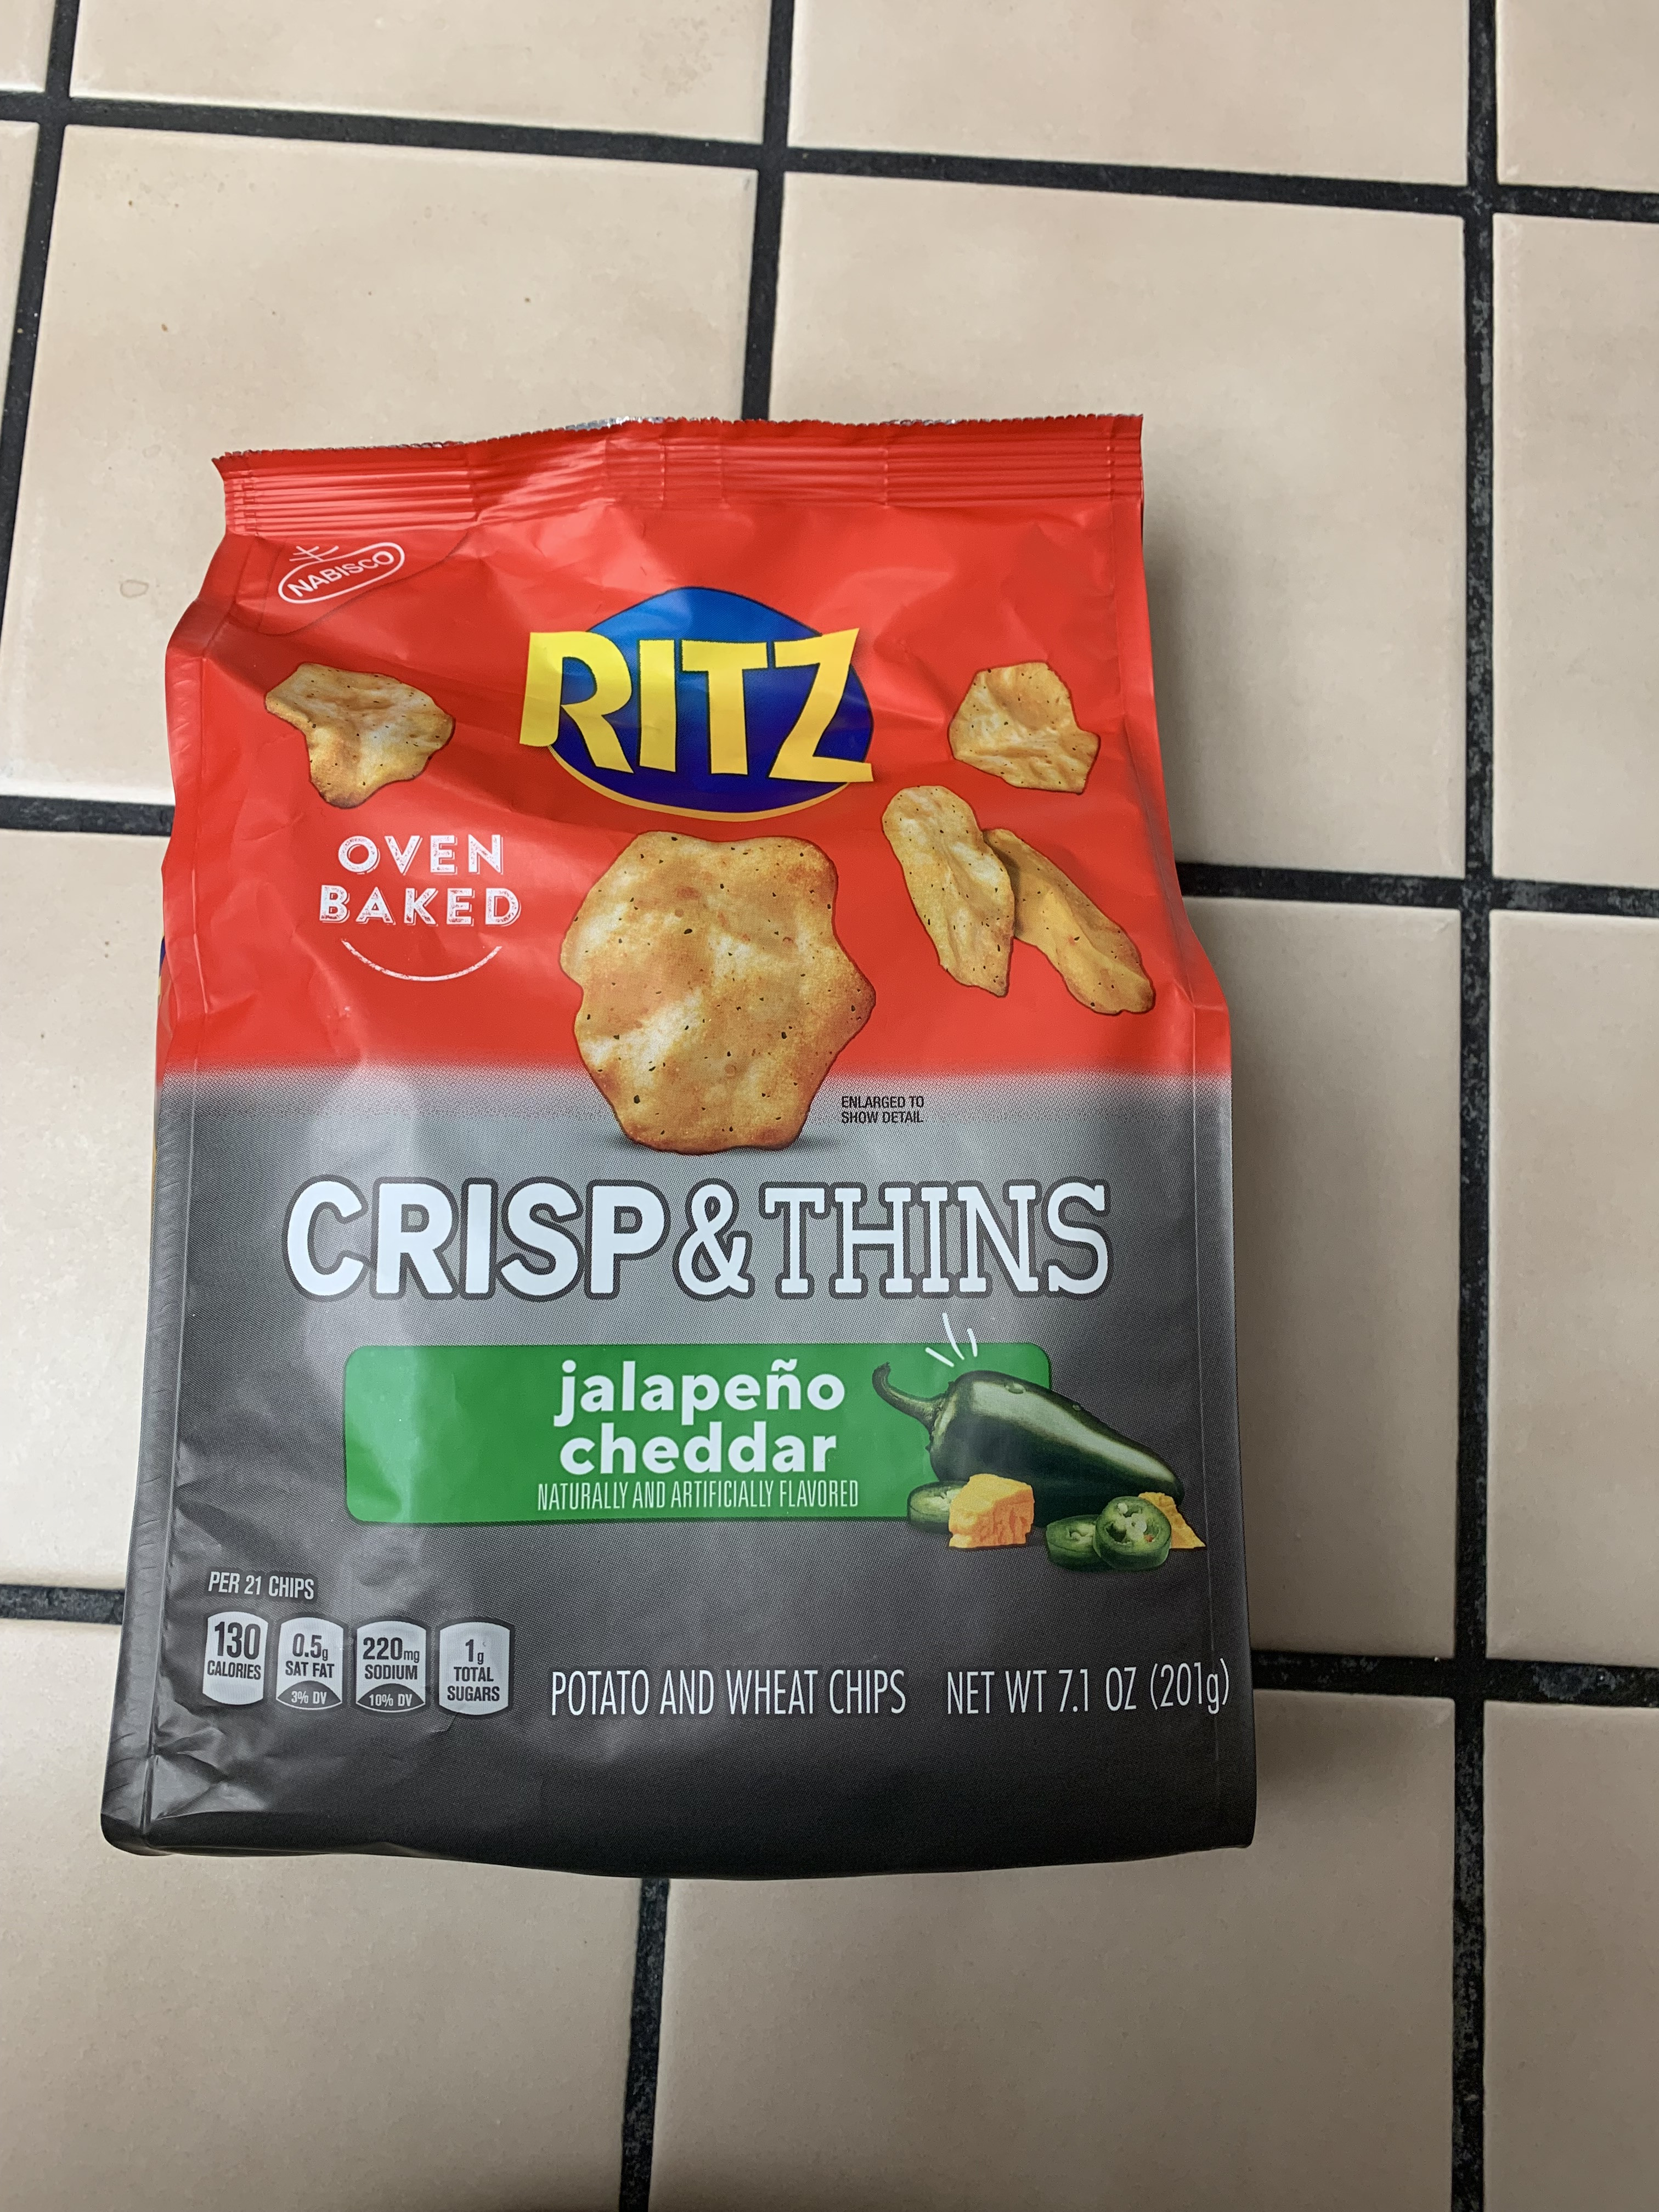 NABISCO
RITZ
OVEN
BAKED
ENLARGED TO
SHOW DETAIL
CRISP & THINS
jalapeño
cheddar
NATURALLY AND ARTIFICIALLY FLAVORED
PER 21 CHIPS
130
CALORIES
0.5g
SAT FAT
3% DV
220mg
SODIUM
10% DV
1g
TOTAL
SUGARS
POTATO AND WHEAT CHIPS NET WT 7.1 OZ (201g)